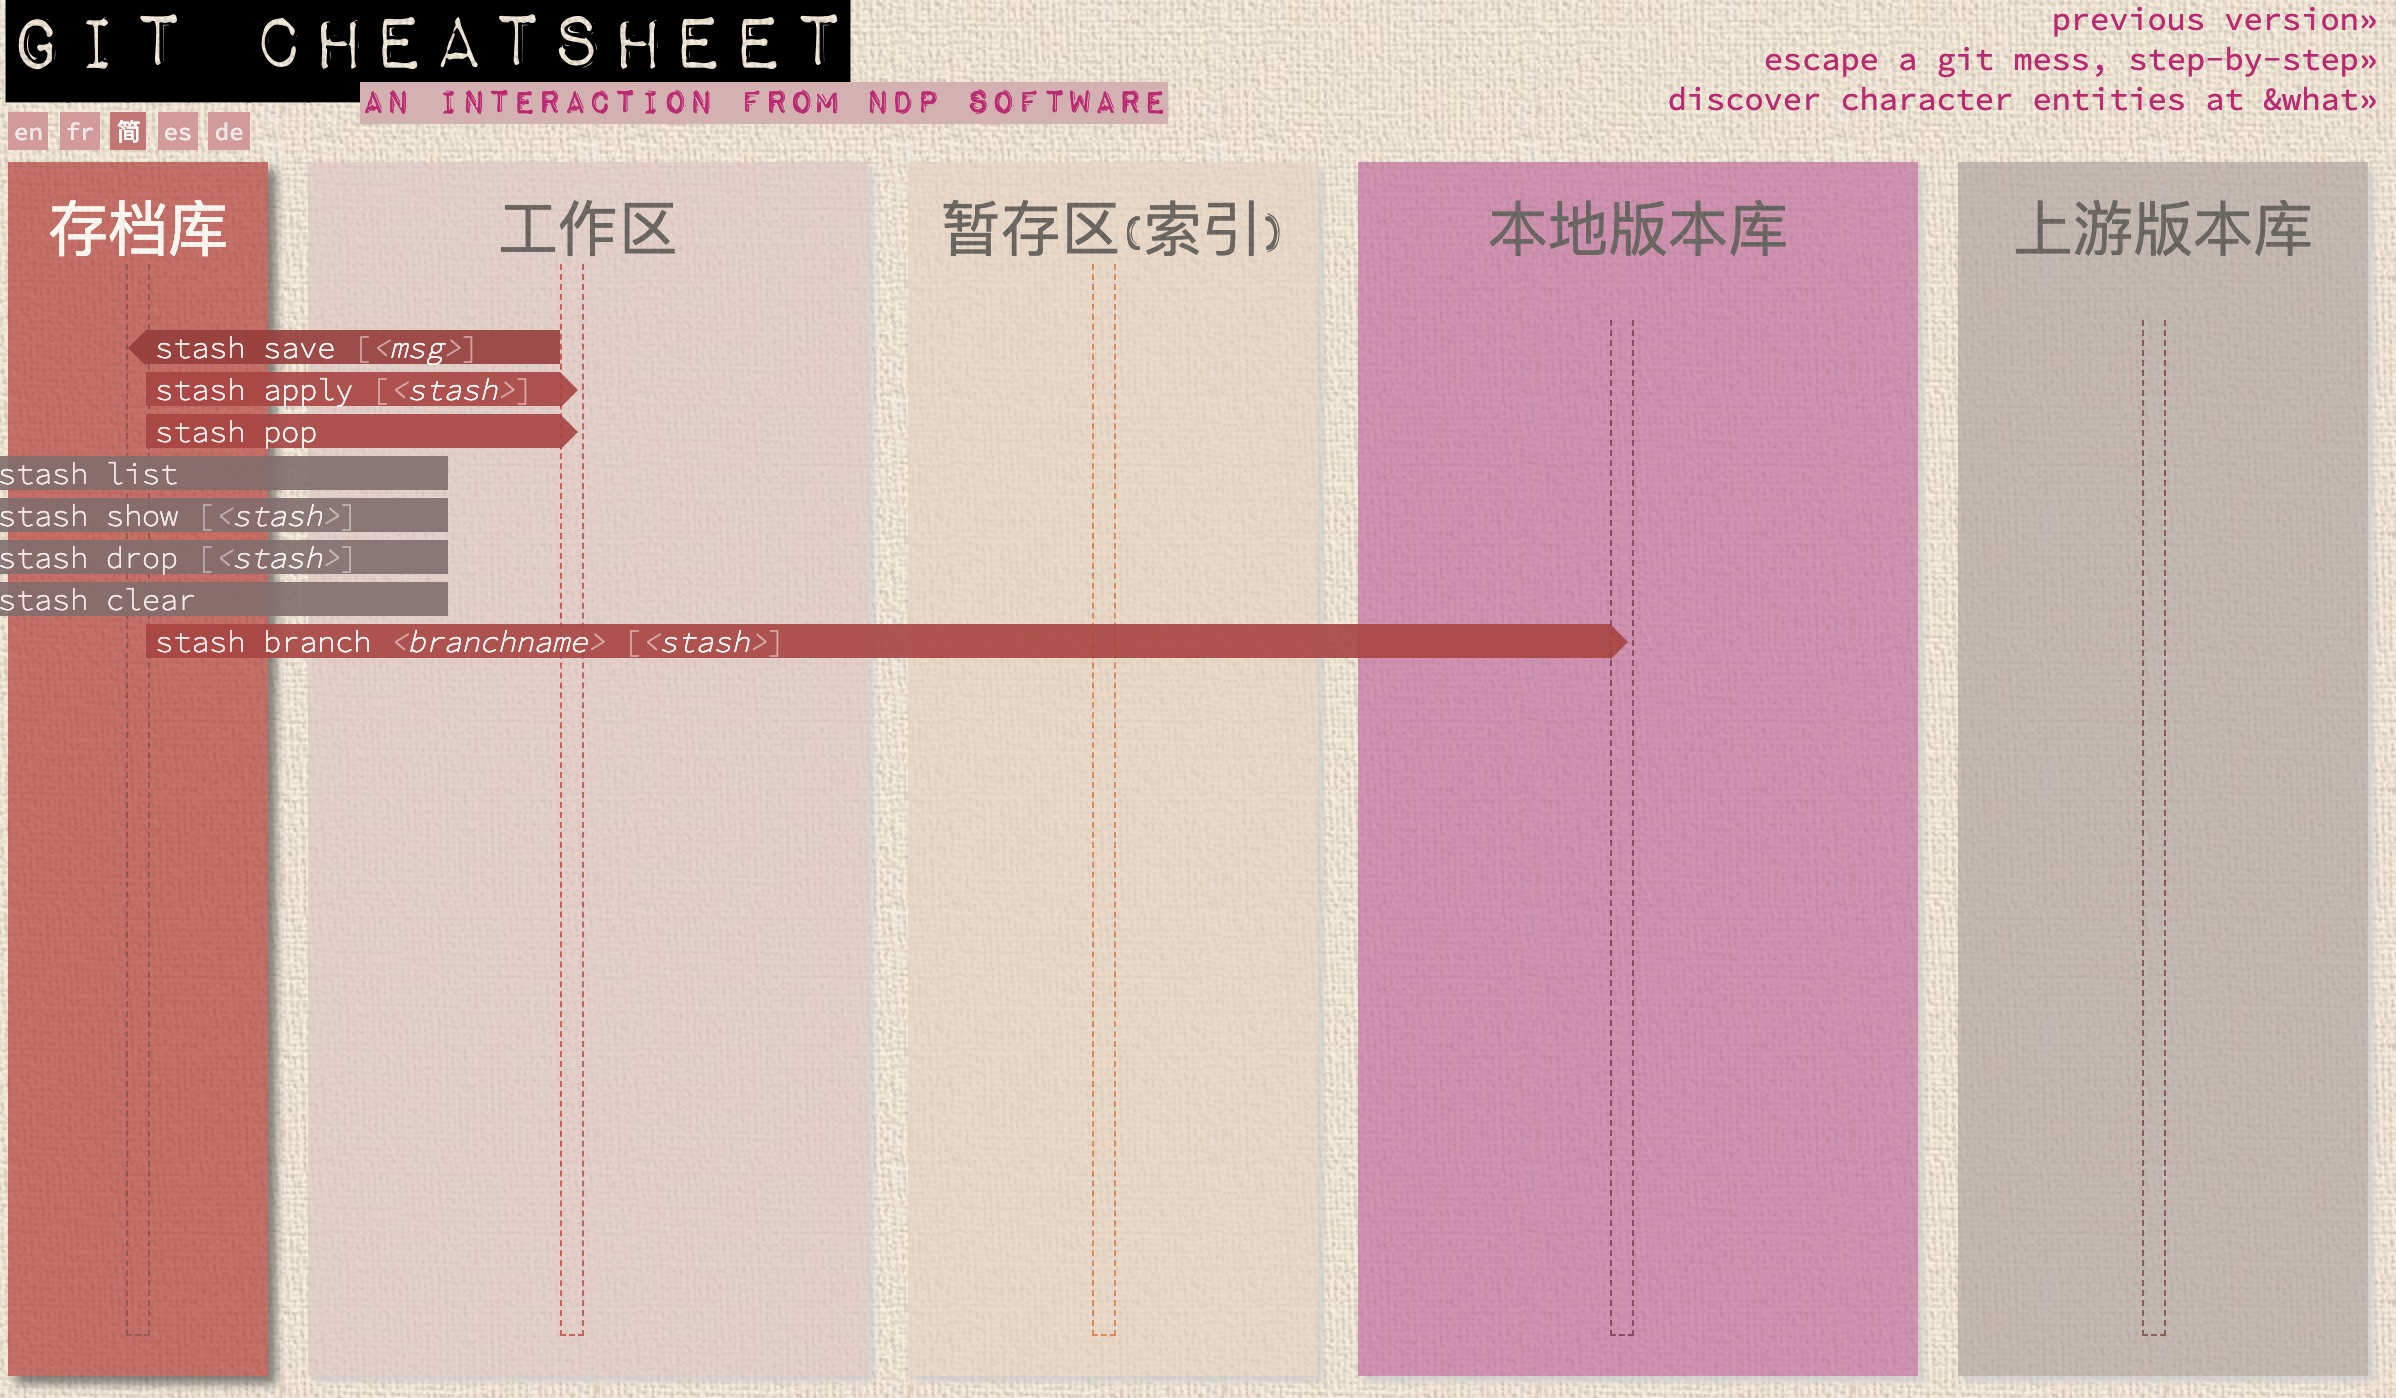 GIT CHEATSHEET
AN INTERACTION FROM NDP SOFTWARE
previous version»
escape a git mess, step-by-step»
discover character entities at &what»
en fr 简 es de
存档库
工作区
暂存区(索引)
本地版本库
上游版本库
stash save [<msg>]
stash apply [<stash>]
stash pop
stash list
stash show [<stash>]
stash drop [<stash>]
stash clear
stash branch <branchname> [<stash>]